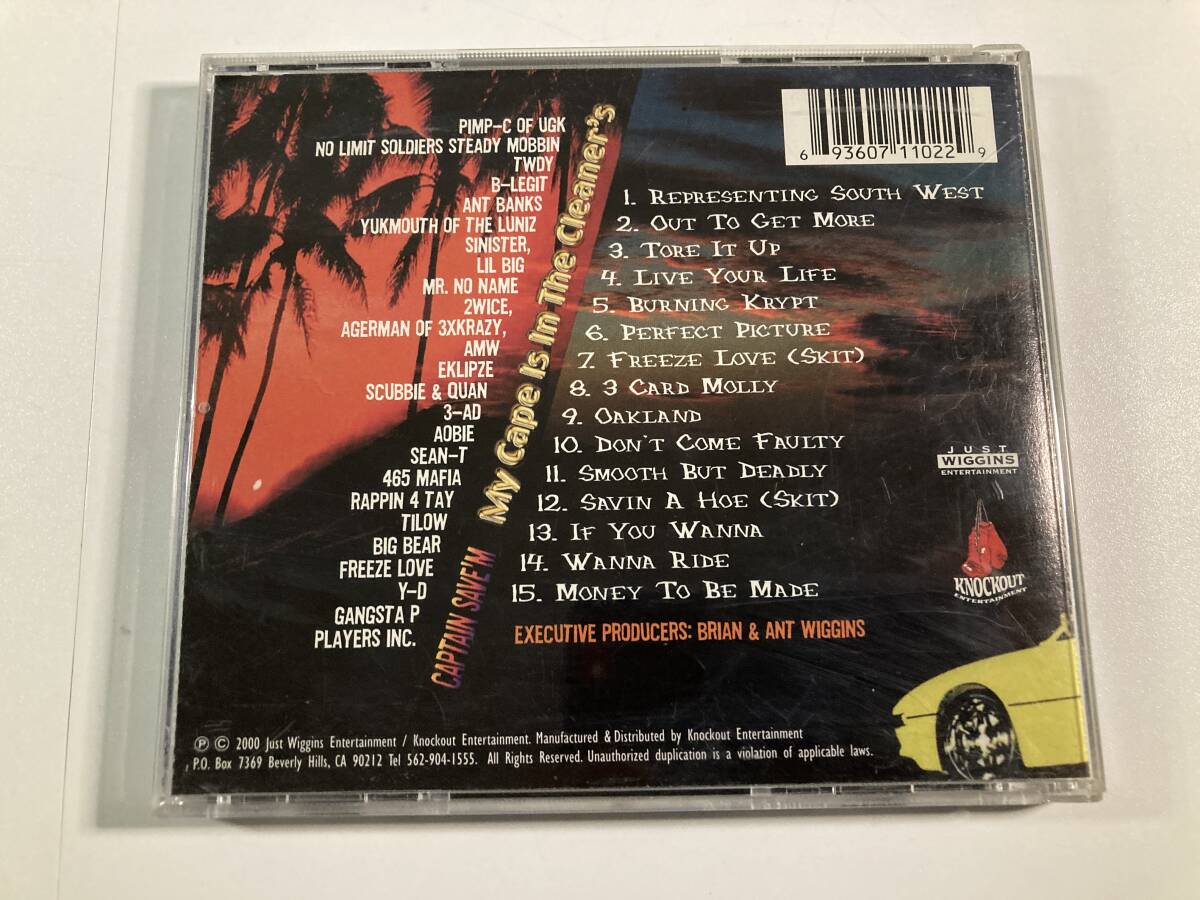 PIMP-C OF UGK
NO LIMIT SOLDIERS STEADY MOBBIN
TWDY
B-LEGIT
ANT BANKS
YUKMOUTH OF THE LUNIZ
SINISTER,
LIL BIG
MR. NO NAME
2WICE,
AGERMAN OF 3XKRAZY,
AMW
EKLIPZE
SCUBBIE & QUAN
3-AD
AOBIE
SEAN-T
465 MAFIA
RAPPIN 4 TAY
TILOW
BIG BEAR
FREEZE LOVE
Y-D
GANGSTA P
PLAYERS INC.
CAPTAIN SAVE'M
My Cape Is In The Cleaner's
6 93607 11022 9
1. REPRESENTING SOUTH WEST
2. OUT TO GET MORE
3. TORE IT UP
4. LIVE YOUR LIFE
5. BURNING KRYPT
6. PERFECT PICTURE
7. FREEZE LOVE (SKIT)
8. 3 CARD MOLLY
9. OAKLAND
10. DON'T COME FAULTY
11. SMOOTH BUT DEADLY
12. SAVIN A HOE (SKIT)
13. IF YOU WANNA
14. WANNA RIDE
15. MONEY TO BE MADE
EXECUTIVE PRODUCERS: BRIAN & ANT WIGGINS
JUST
WIGGINS
ENTERTAINMENT
KNOCKOUT
ENTERTAINMENT
Ⓟ © 2000 Just Wiggins Entertainment / Knockout Entertainment. Manufactured & Distributed by Knockout Entertainment
P.O. Box 7369 Beverly Hills, CA 90212 Tel 562-904-1555. All Rights Reserved. Unauthorized duplication is a violation of applicable laws.